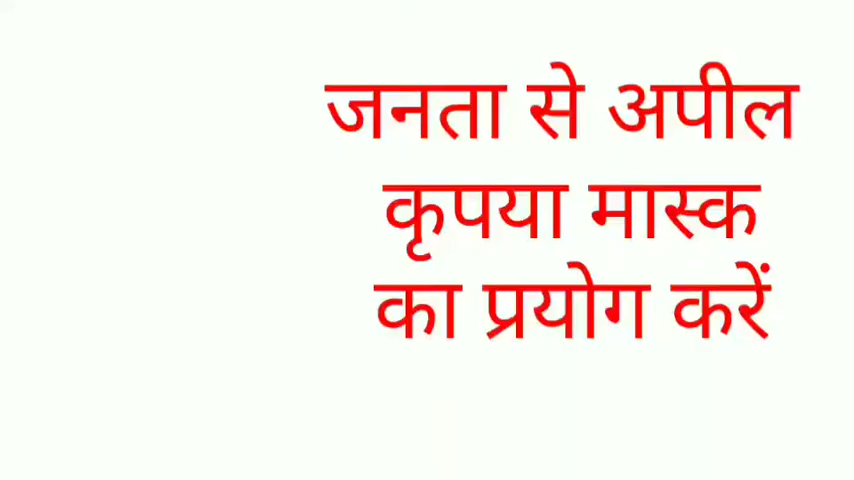 जनता से अपील
कृपया मास्क
का प्रयोग करें